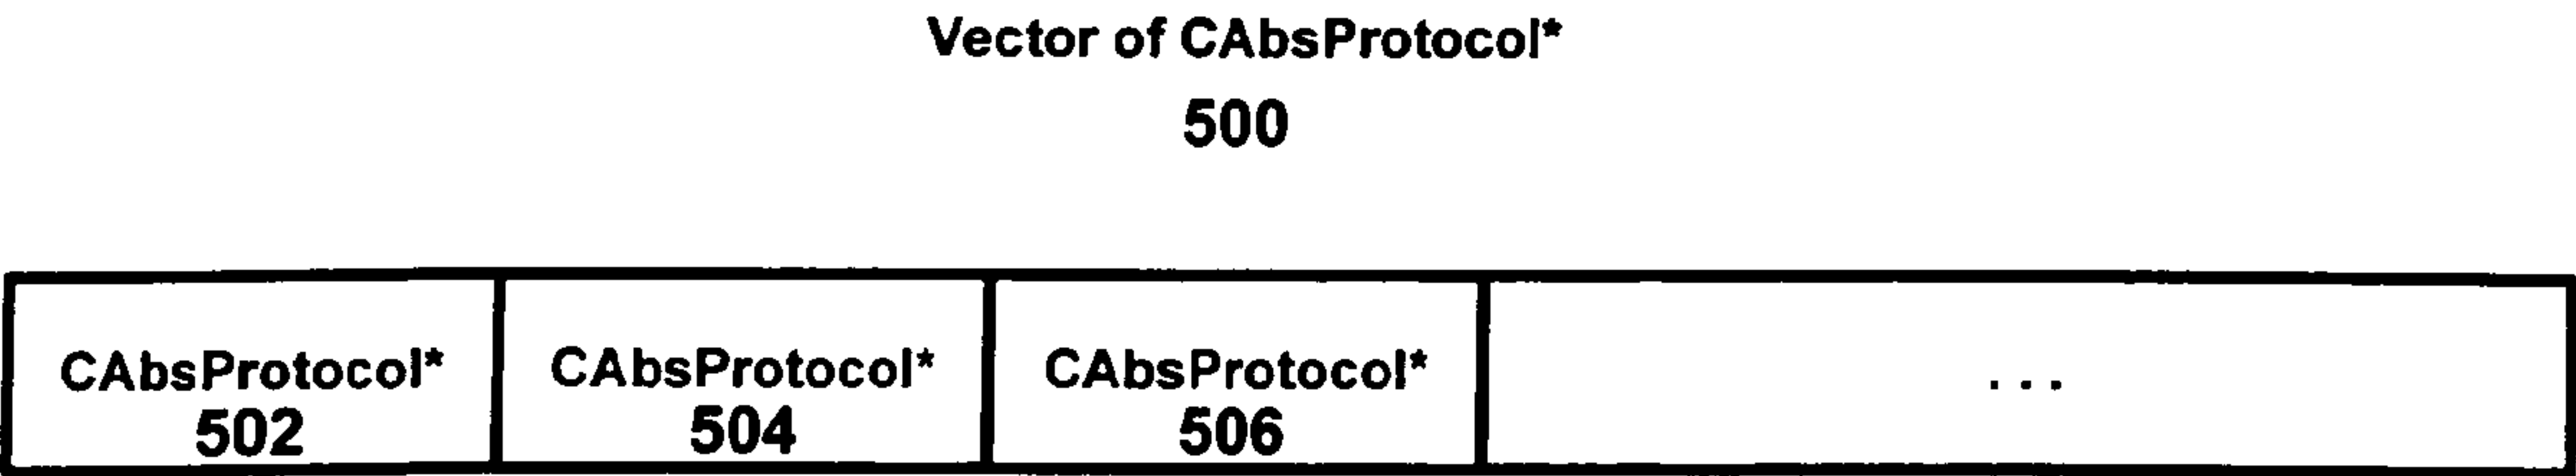 Vector of CAbsProtocol*
500
CAbsProtocol* CAbsProtocol* CAbsProtocol* ...
502 504 506